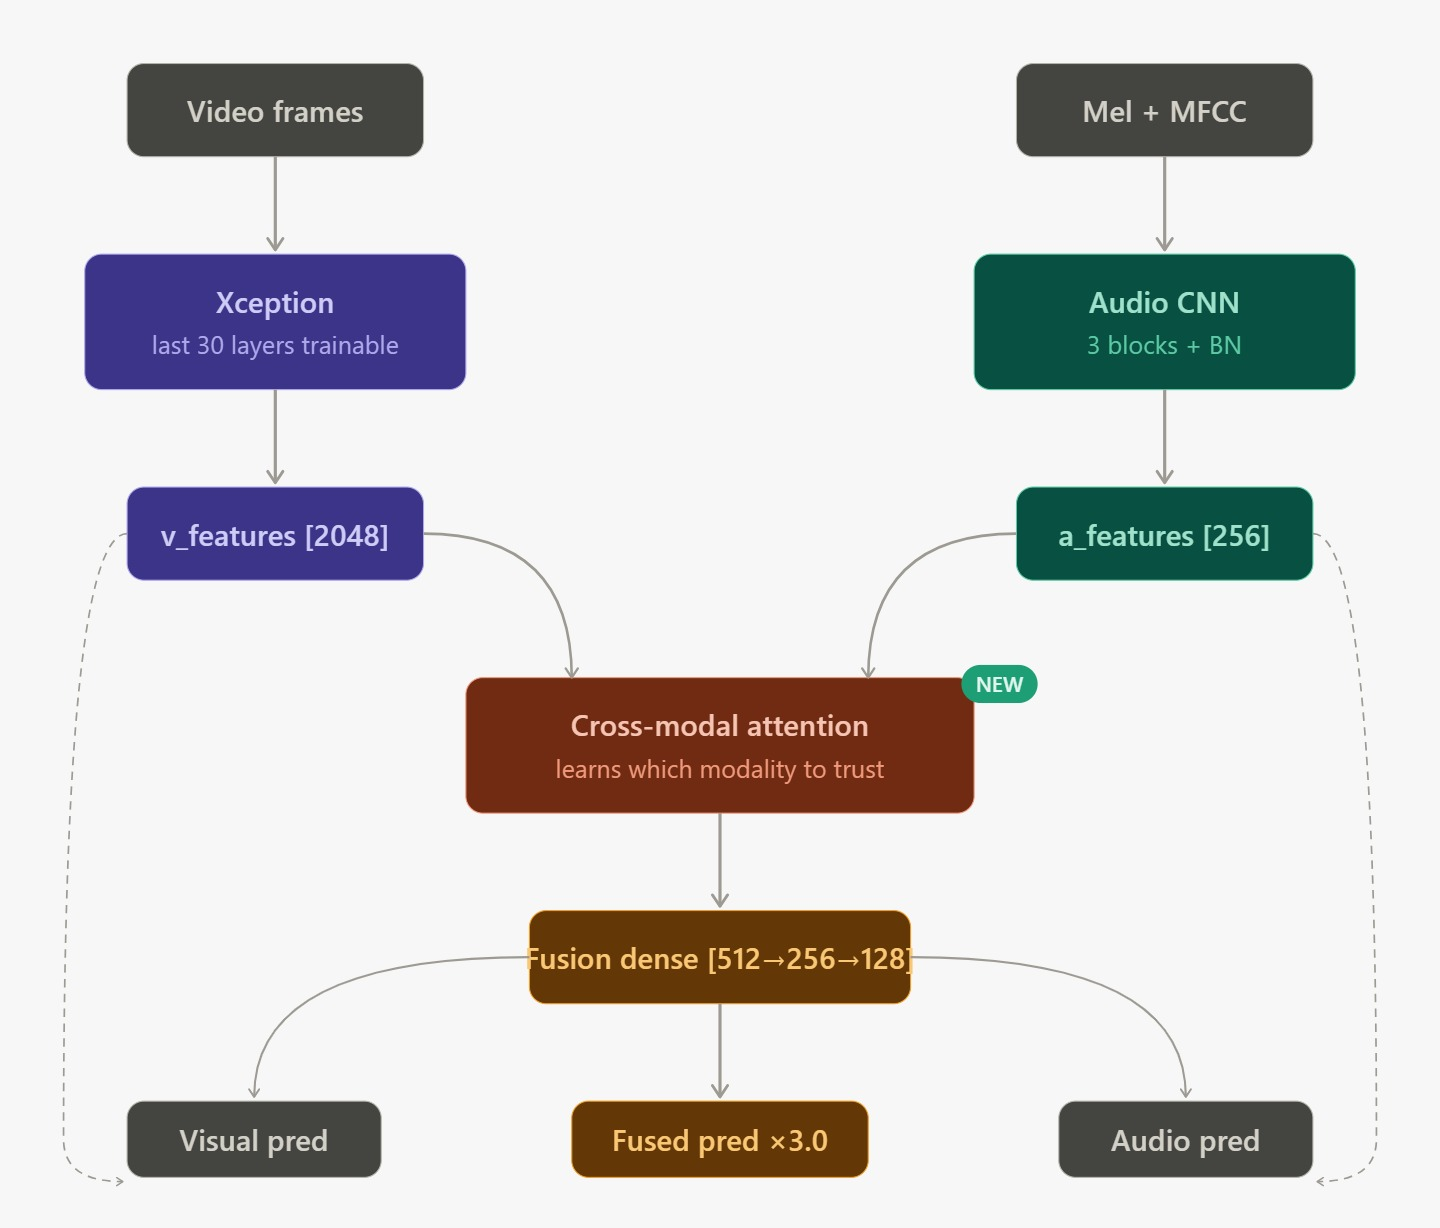 Video frames
Mel + MFCC
Xception
last 30 layers trainable
Audio CNN
3 blocks + BN
v_features [2048]
a_features [256]
NEW
Cross-modal attention
learns which modality to trust
Fusion dense [512→256→128]
Visual pred
Fused pred ×3.0
Audio pred